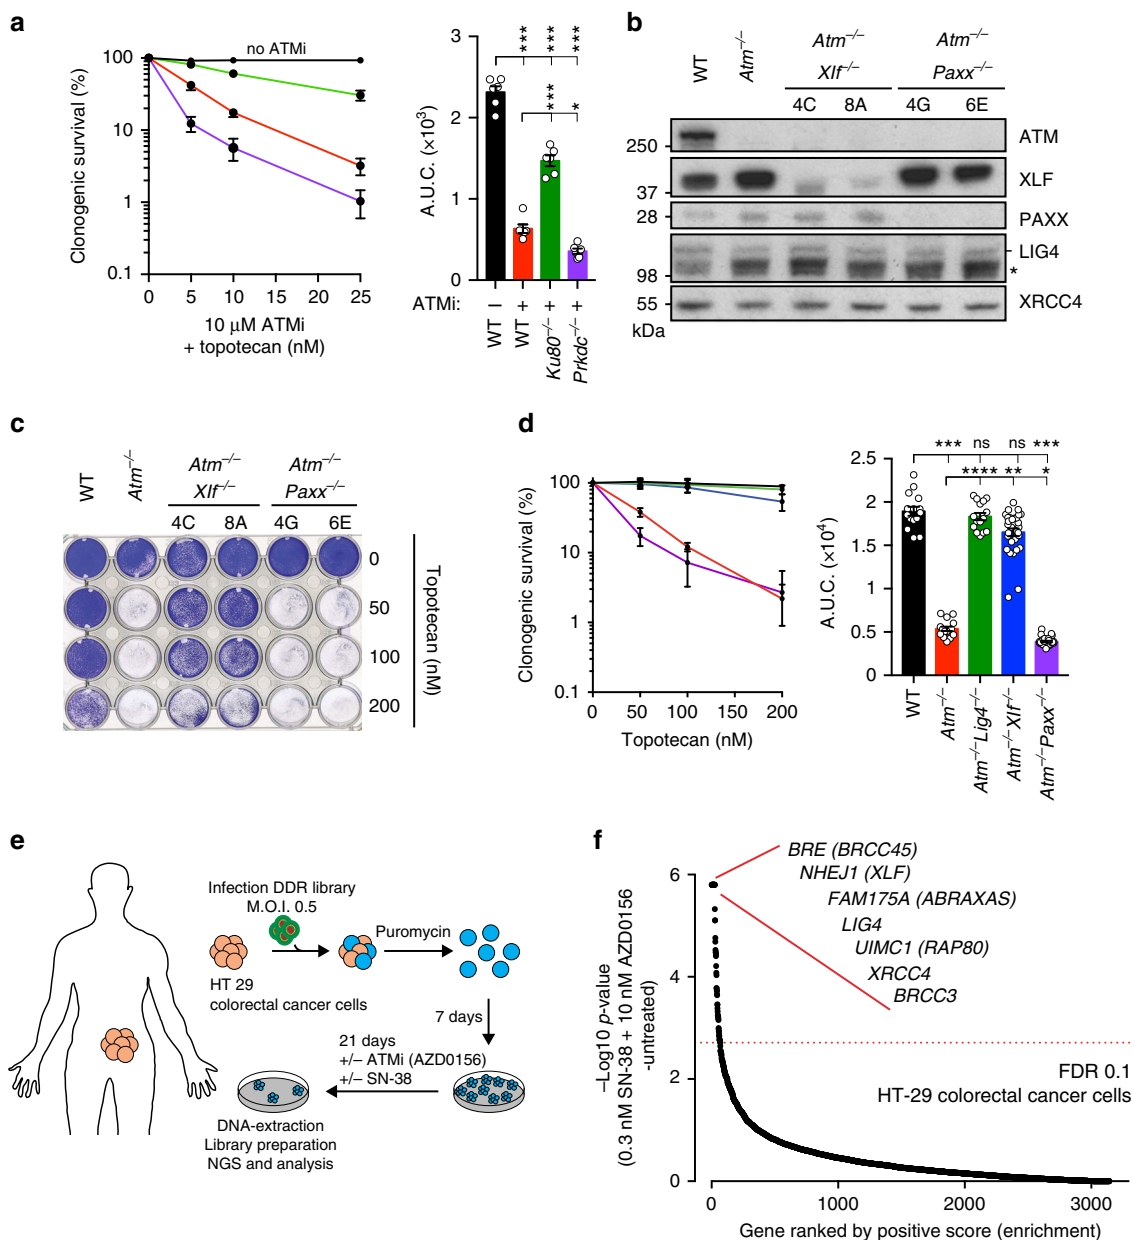 a
100
10
1
0.1
Clonogenic survival (%)
no ATMi
0 5 10 15 20 25
10 µM ATMi
+ topotecan (nM)
3
2
1
0
A.U.C. (×10³)
*** *** ***
*** *
ATMi: – + + +
WT WT Ku80⁻/⁻ Prkdc⁻/⁻
b
WT Atm⁻/⁻ Atm⁻/⁻ Xlf⁻/⁻ Atm⁻/⁻ Paxx⁻/⁻
4C 8A 4G 6E
250 ATM
37 XLF
28 PAXX
LIG4
98 *
55 XRCC4
kDa
c
WT Atm⁻/⁻ Atm⁻/⁻ Xlf⁻/⁻ Atm⁻/⁻ Paxx⁻/⁻
4C 8A 4G 6E
0
50
100
200
Topotecan (nM)
d
100
10
1
0.1
Clonogenic survival (%)
0 50 100 200
Topotecan (nM)
2.5
2
1.5
1
0.5
0
A.U.C. (×10⁴)
*** ns ns ***
**** ** *
WT Atm⁻/⁻ Atm⁻/⁻Lig4⁻/⁻ Atm⁻/⁻Xlf⁻/⁻ Atm⁻/⁻Paxx⁻/⁻
e
Infection DDR library
M.O.I. 0.5
Puromycin
HT 29
colorectal cancer cells
7 days
21 days
+/– ATMi (AZD0156)
+/– SN-38
DNA-extraction
Library preparation
NGS and analysis
f
–Log10 p-value
(0.3 nM SN-38 + 10 nM AZD0156
-untreated)
6
4
2
0
BRE (BRCC45)
NHEJ1 (XLF)
FAM175A (ABRAXAS)
LIG4
UIMC1 (RAP80)
XRCC4
BRCC3
FDR 0.1
HT-29 colorectal cancer cells
0 1000 2000 3000
Gene ranked by positive score (enrichment)